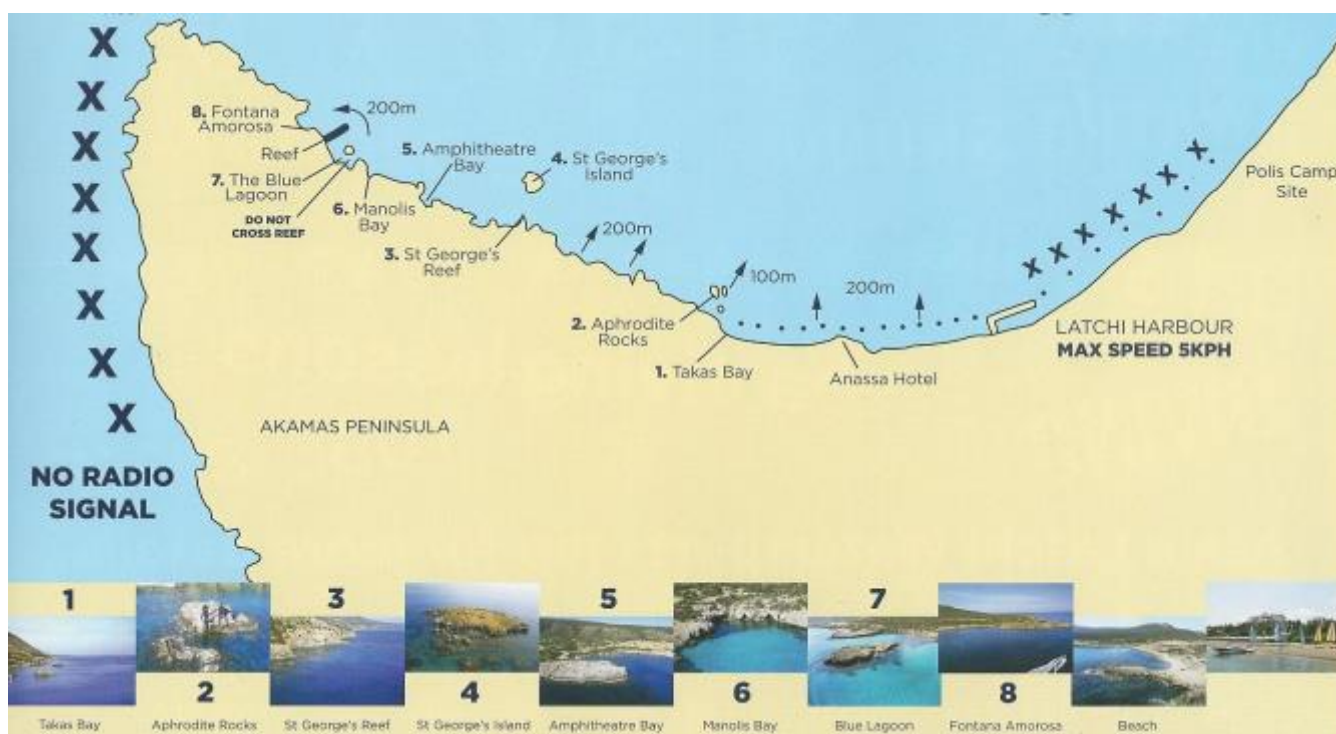 8. Fontana
Amorosa
200m
Reef
7. The Blue
Lagoon
DO NOT
CROSS REEF
6. Manolis
Bay
5. Amphitheatre
Bay
4. St George's
Island
3. St George's
Reef
200m
100m
200m
2. Aphrodite
Rocks
1. Takas Bay
Anassa Hotel
LATCHI HARBOUR
MAX SPEED 5KPH
Polis Camp
Site
AKAMAS PENINSULA
X
X
X
X
X
X
X
X
NO RADIO
SIGNAL
X X X X X X X
1
Takas Bay
2
Aphrodite Rocks
3
St George's Reef
4
St George's Island
5
Amphitheatre Bay
6
Manolis Bay
7
Blue Lagoon
8
Fontana Amorosa
Beach